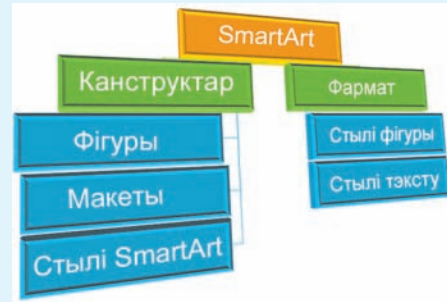 SmartArt
Канструктар
Фармат
Фігуры
Стылі фігуры
Макеты
Стылі тэксту
Стылі SmartArt